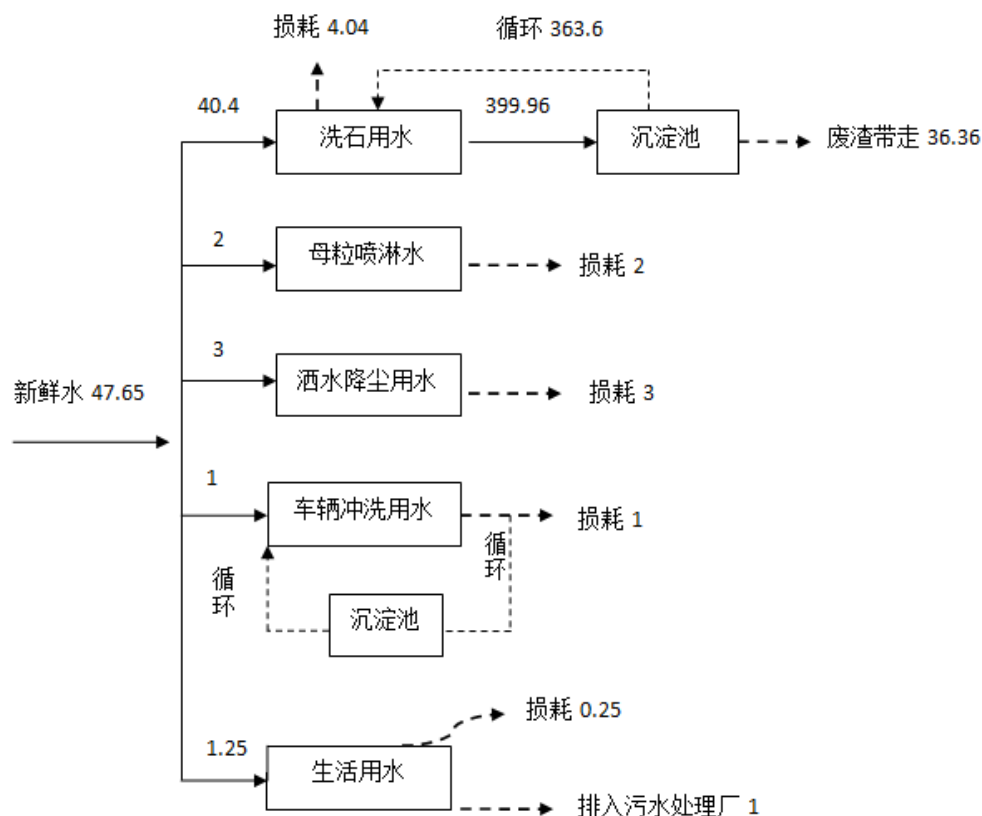 损耗 4.04
循环 363.6
40.4
洗石用水
399.96
沉淀池
废渣带走 36.36
2
母粒喷淋水
损耗 2
3
洒水降尘用水
损耗 3
新鲜水 47.65
1
车辆冲洗用水
损耗 1
循环
循环
沉淀池
1.25
生活用水
损耗 0.25
排入污水处理厂 1